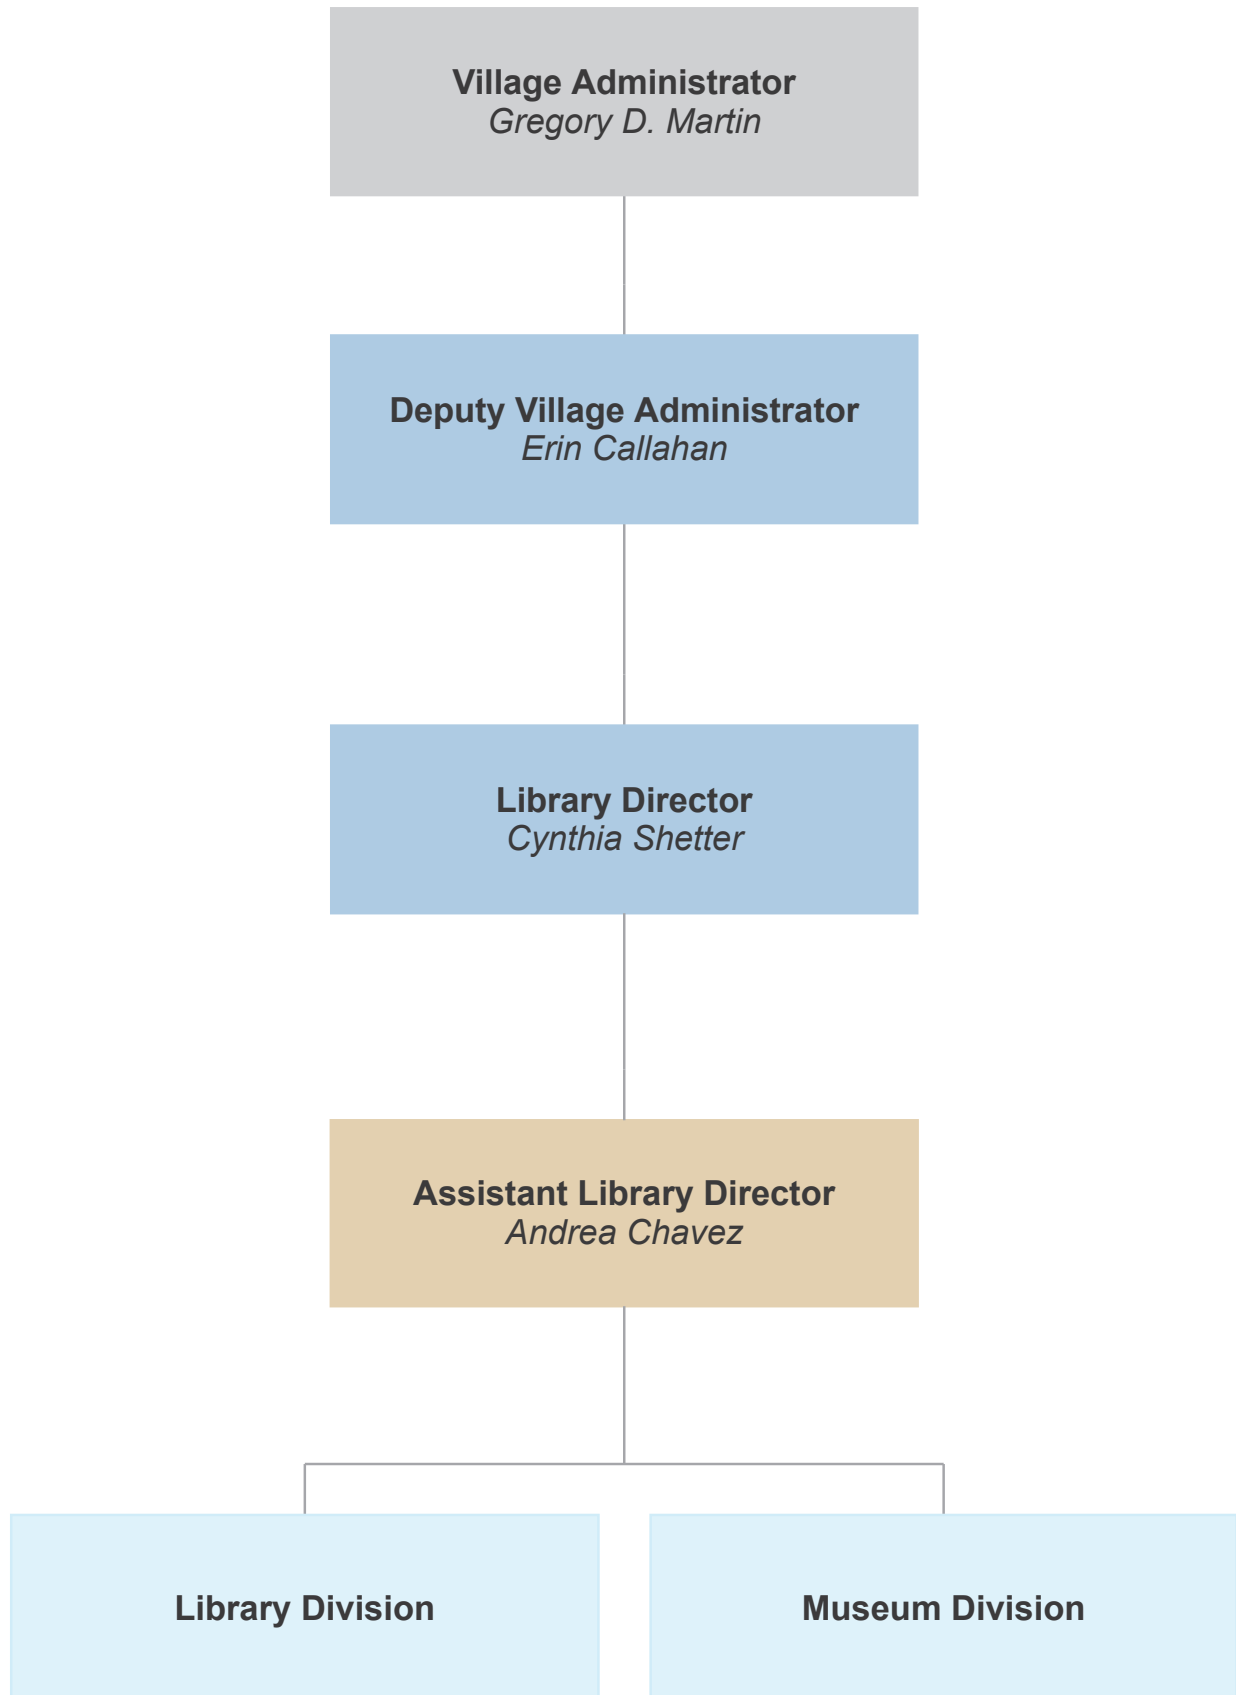 Village Administrator
Gregory D. Martin
Deputy Village Administrator
Erin Callahan
Library Director
Cynthia Shetter
Assistant Library Director
Andrea Chavez
Library Division
Museum Division